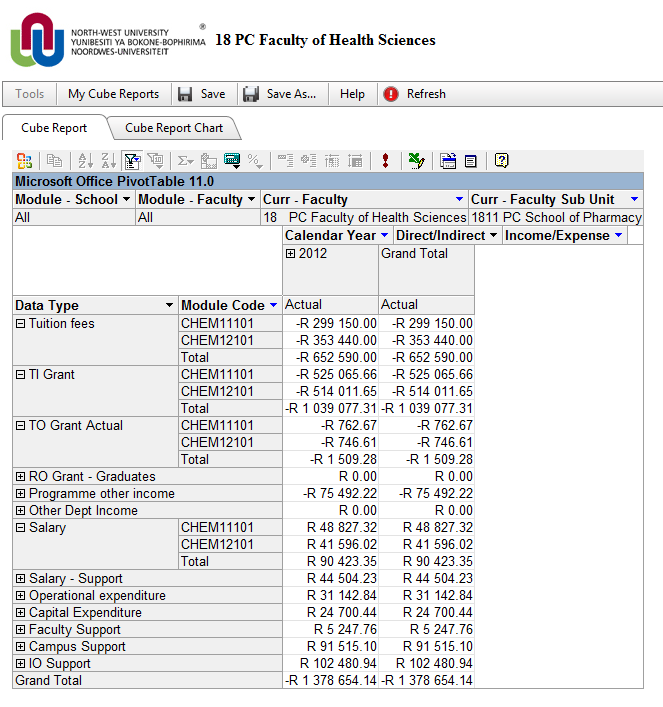 NORTH-WEST UNIVERSITY ®
YUNIBESITI YA BOKONE-BOPHIRIMA
NOORDWES-UNIVERSITEIT
18 PC Faculty of Health Sciences
Tools My Cube Reports Save Save As... Help Refresh
Cube Report Cube Report Chart
Microsoft Office PivotTable 11.0
Module - School Module - Faculty Curr - Faculty Curr - Faculty Sub Unit
All All 18 PC Faculty of Health Sciences 1811 PC School of Pharmacy
Calendar Year Direct/Indirect Income/Expense
2012 Grand Total
Data Type Module Code Actual Actual
Tuition fees CHEM11101 -R 299 150.00 -R 299 150.00
CHEM12101 -R 353 440.00 -R 353 440.00
Total -R 652 590.00 -R 652 590.00
TI Grant CHEM11101 -R 525 065.66 -R 525 065.66
CHEM12101 -R 514 011.65 -R 514 011.65
Total -R 1 039 077.31 -R 1 039 077.31
TO Grant Actual CHEM11101 -R 762.67 -R 762.67
CHEM12101 -R 746.61 -R 746.61
Total -R 1 509.28 -R 1 509.28
RO Grant - Graduates R 0.00 R 0.00
Programme other income -R 75 492.22 -R 75 492.22
Other Dept Income R 0.00 R 0.00
Salary CHEM11101 R 48 827.32 R 48 827.32
CHEM12101 R 41 596.02 R 41 596.02
Total R 90 423.35 R 90 423.35
Salary - Support R 44 504.23 R 44 504.23
Operational expenditure R 31 142.84 R 31 142.84
Capital Expenditure R 24 700.44 R 24 700.44
Faculty Support R 5 247.76 R 5 247.76
Campus Support R 91 515.10 R 91 515.10
IO Support R 102 480.94 R 102 480.94
Grand Total -R 1 378 654.14 -R 1 378 654.14